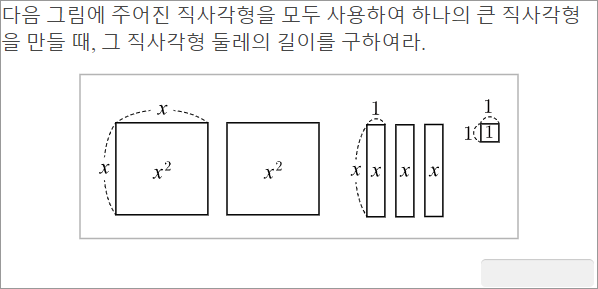 다음 그림에 주어진 직사각형을 모두 사용하여 하나의 큰 직사각형
을 만들 때, 그 직사각형 둘레의 길이를 구하여라.
x
1
1
1 1
x x² x² x x x x